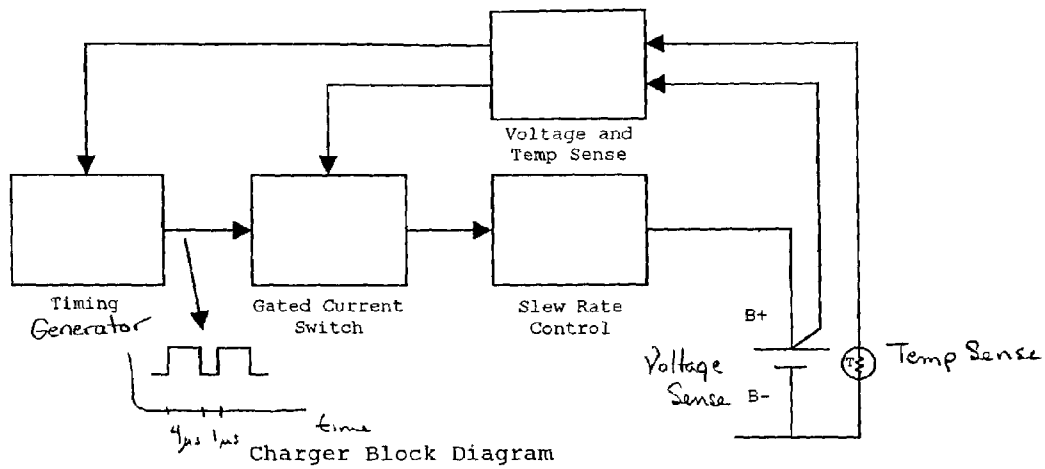 Voltage and
Temp Sense
Timing
Generator
Gated Current
Switch
Slew Rate
Control
B+
Voltage
Sense
B-
T
Temp Sense
4μs 1μs
time
Charger Block Diagram